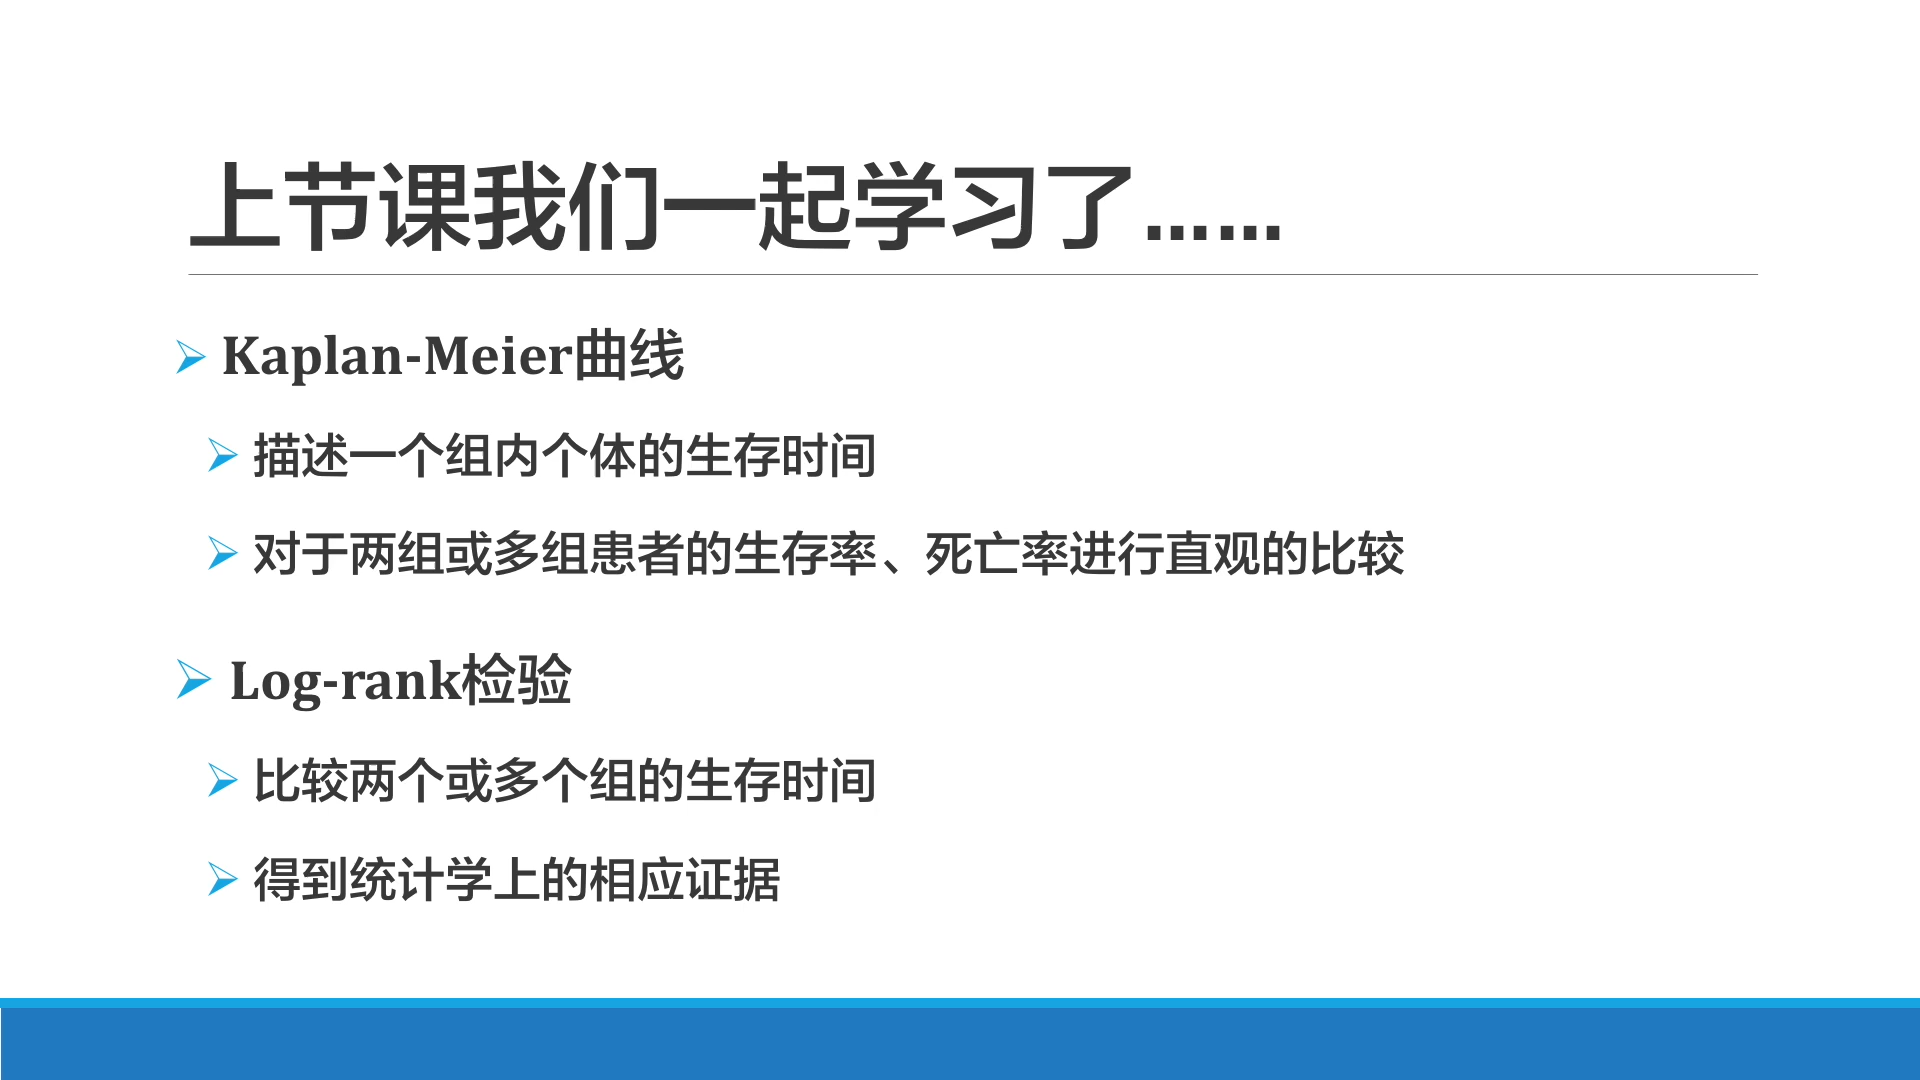 上节课我们一起学习了……
Kaplan-Meier曲线
描述一个组内个体的生存时间
对于两组或多组患者的生存率、死亡率进行直观的比较
Log-rank检验
比较两个或多个组的生存时间
得到统计学上的相应证据